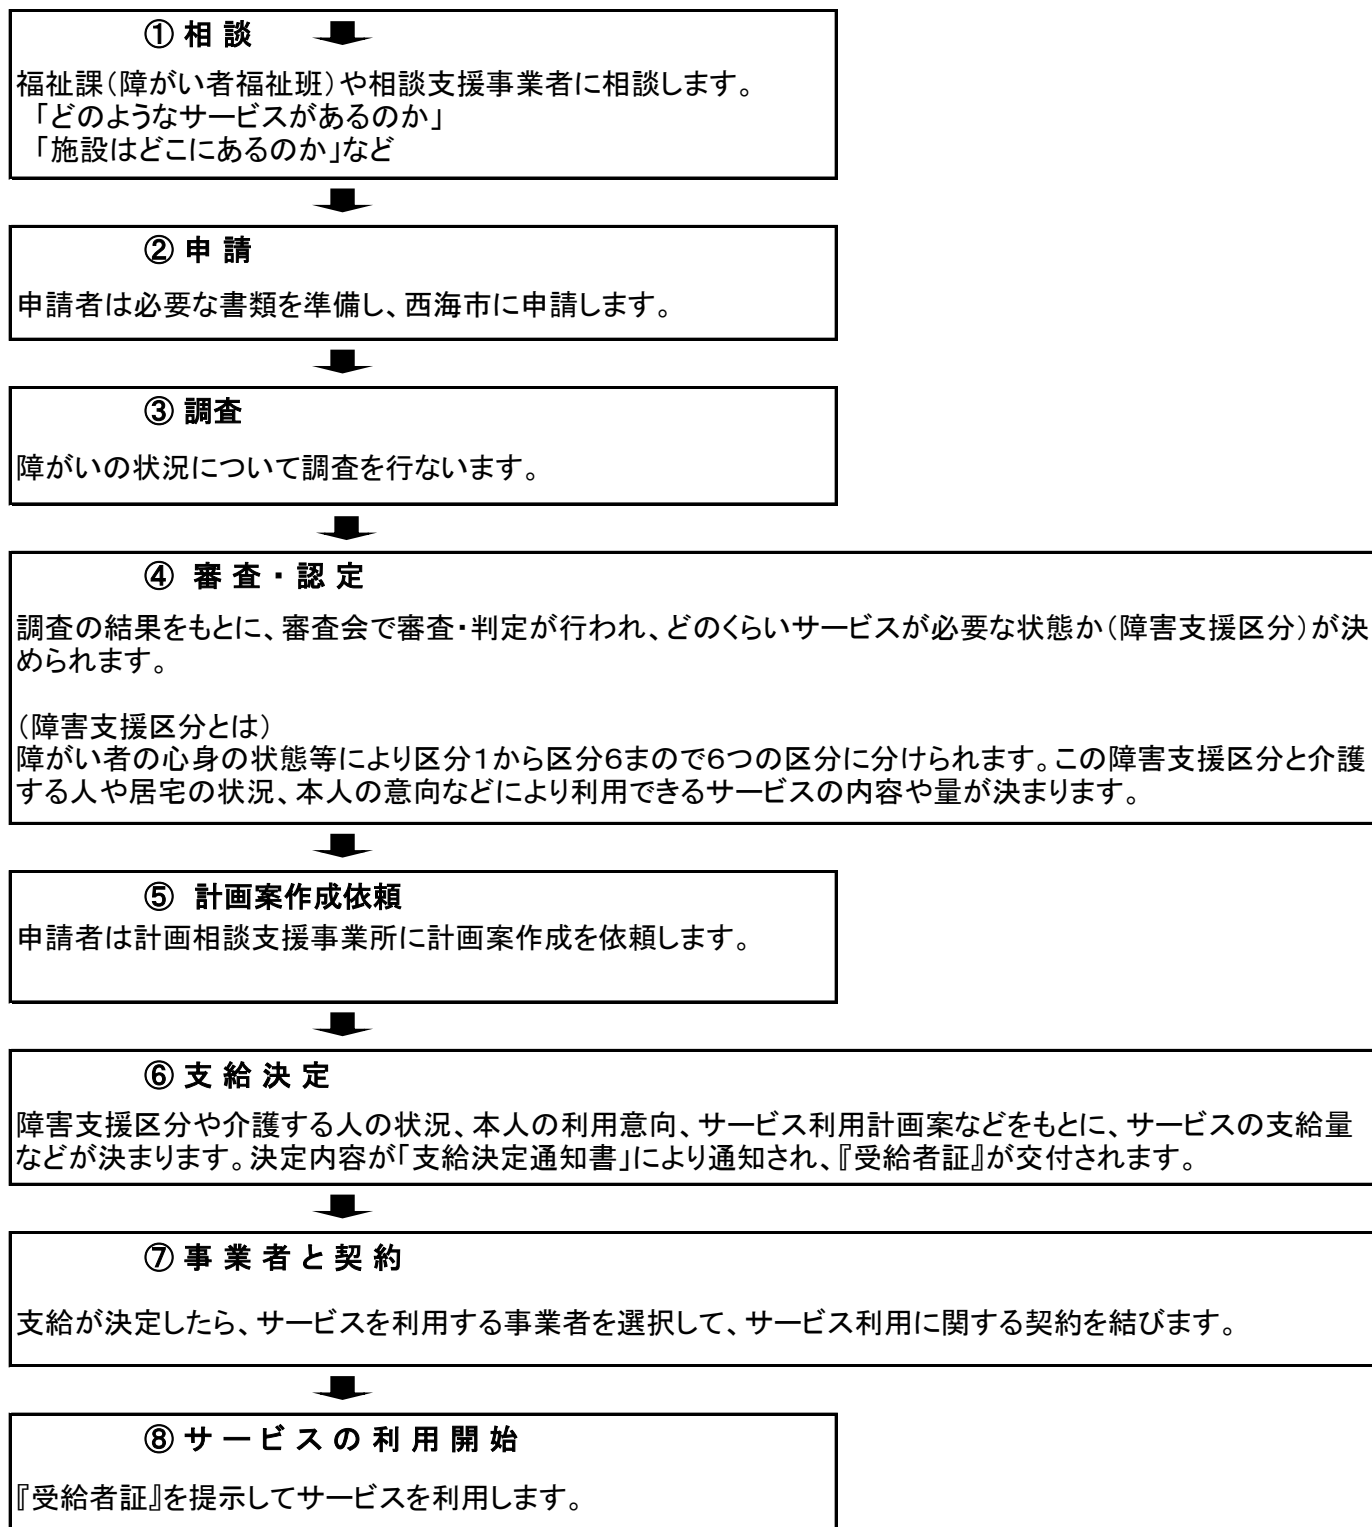 ① 相 談
福祉課（障がい者福祉班）や相談支援事業者に相談します。
「どのようなサービスがあるのか」
「施設はどこにあるのか」など
② 申 請
申請者は必要な書類を準備し、西海市に申請します。
③ 調査
障がいの状況について調査を行ないます。
④ 審 査 ・ 認 定
調査の結果をもとに、審査会で審査・判定が行われ、どのくらいサービスが必要な状態か（障害支援区分）が決
められます。
（障害支援区分とは）
障がい者の心身の状態等により区分１から区分６までの６つの区分に分けられます。この障害支援区分と介護
する人や居宅の状況、本人の意向などにより利用できるサービスの内容や量が決まります。
⑤ 計画案作成依頼
申請者は計画相談支援事業所に計画案作成を依頼します。
⑥ 支 給 決 定
障害支援区分や介護する人の状況、本人の利用意向、サービス利用計画案などをもとに、サービスの支給量
などが決まります。決定内容が「支給決定通知書」により通知され、『受給者証』が交付されます。
⑦ 事 業 者 と 契 約
支給が決定したら、サービスを利用する事業者を選択して、サービス利用に関する契約を結びます。
⑧ サ ー ビ ス の 利 用 開 始
『受給者証』を提示してサービスを利用します。